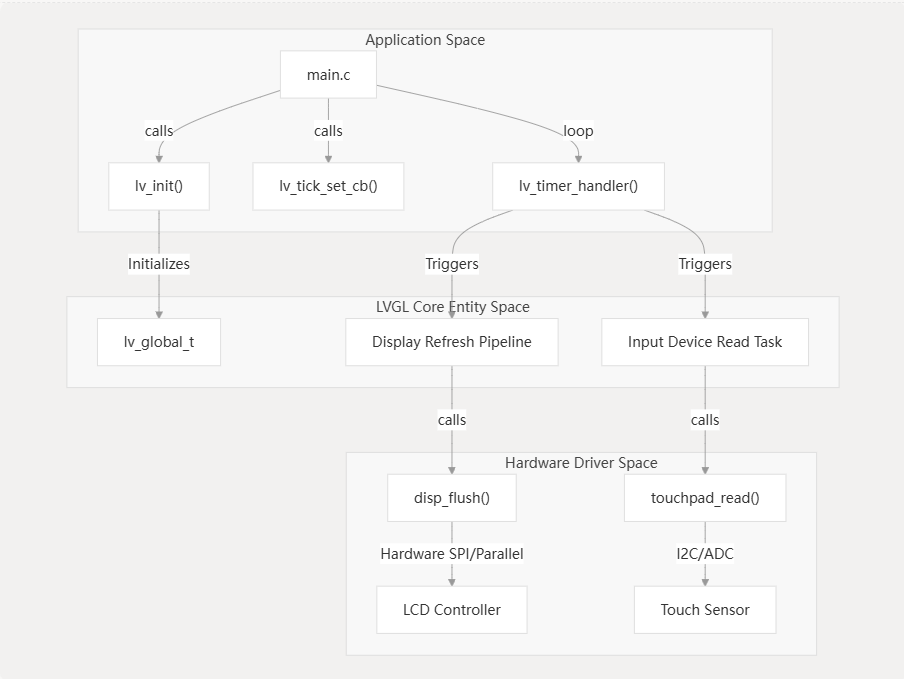 Application Space
main.c
calls
calls
loop
lv_init()
lv_tick_set_cb()
lv_timer_handler()
Initializes
Triggers
Triggers
LVGL Core Entity Space
lv_global_t
Display Refresh Pipeline
Input Device Read Task
calls
calls
Hardware Driver Space
disp_flush()
touchpad_read()
Hardware SPI/Parallel
I2C/ADC
LCD Controller
Touch Sensor